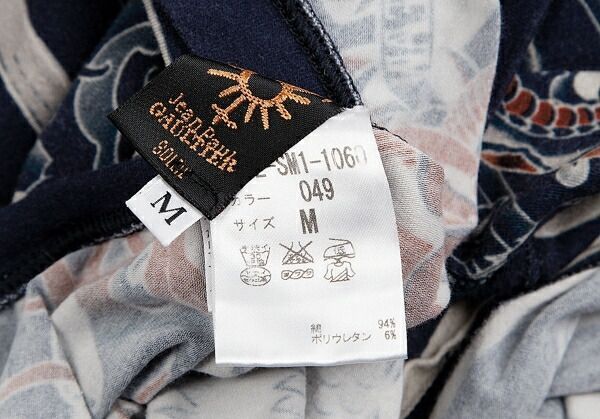 Jean Paul
GAULTIER
SOLEIL
M
-SM1-1060
カラー 049
サイズ M
綿 94%
ポリウレタン 6%